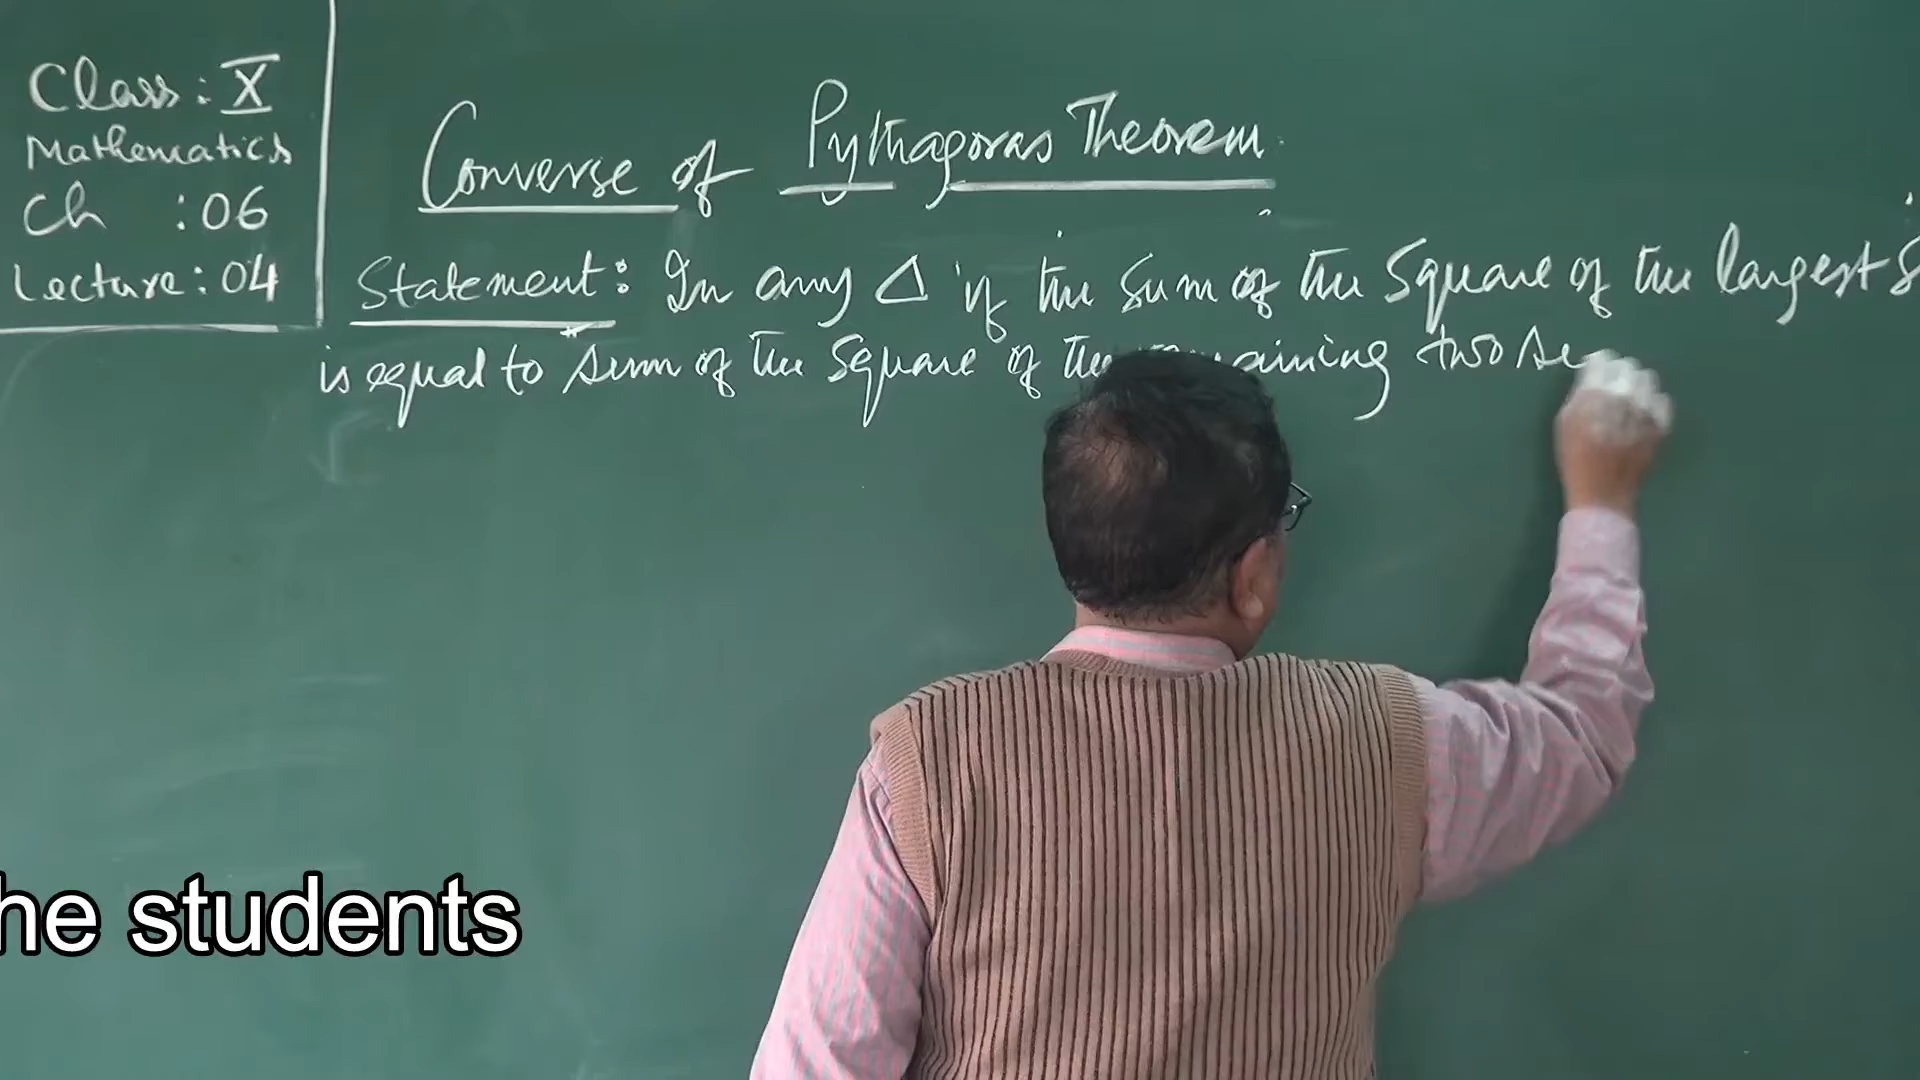 Class: X
Mathematics
Ch : 06
Lecture: 04
Converse of Pythagoras Theorem
Statement: In any Δ if the sum of the square of the largest
is equal to sum of the square of the two
he students